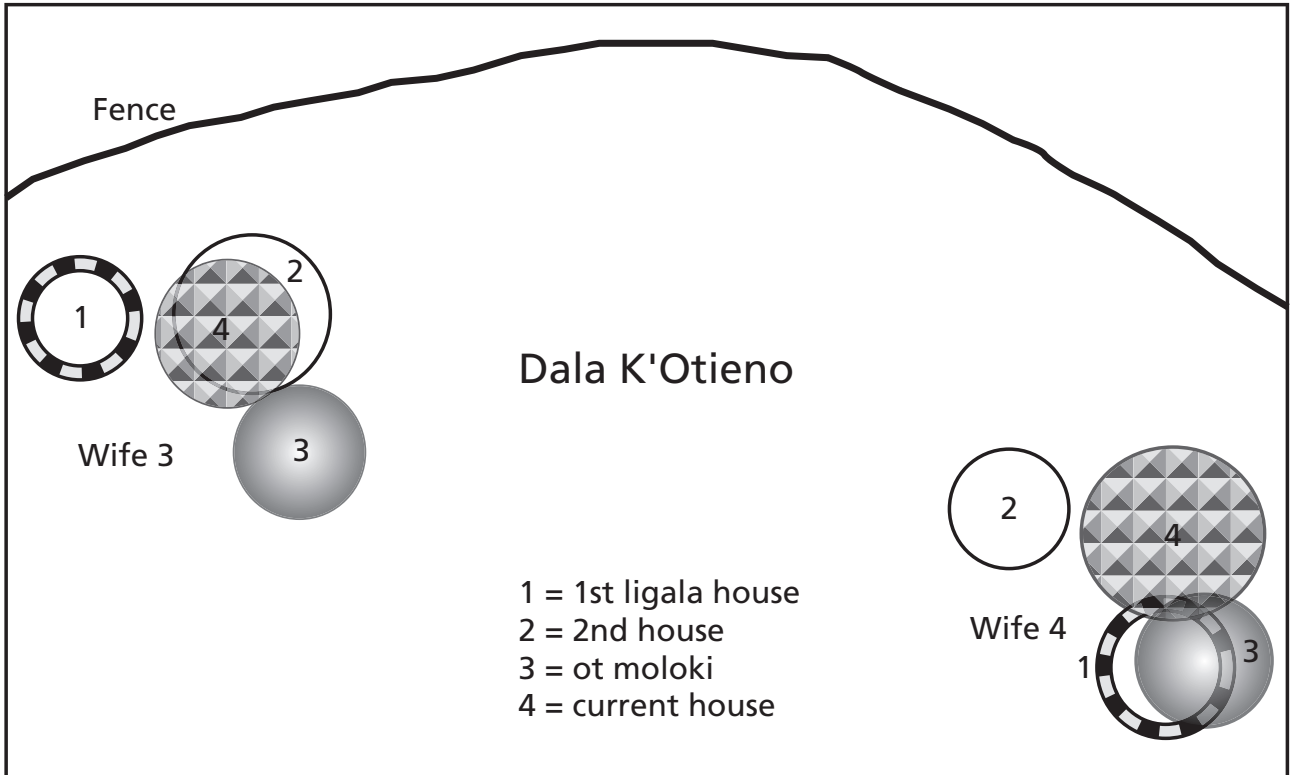 Fence
1
2
4
3
Wife 3
Dala K'Otieno
2
4
Wife 4
1
3
1 = 1st ligala house
2 = 2nd house
3 = ot moloki
4 = current house